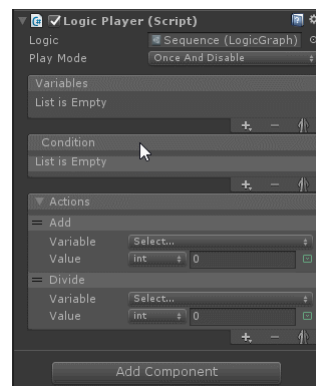 Logic Player (Script)
Logic Sequence (LogicGraph)
Play Mode Once And Disable
Variables
List is Empty
Condition
List is Empty
Actions
Add
Variable Select...
Value int 0
Divide
Variable Select...
Value int 0
Add Component